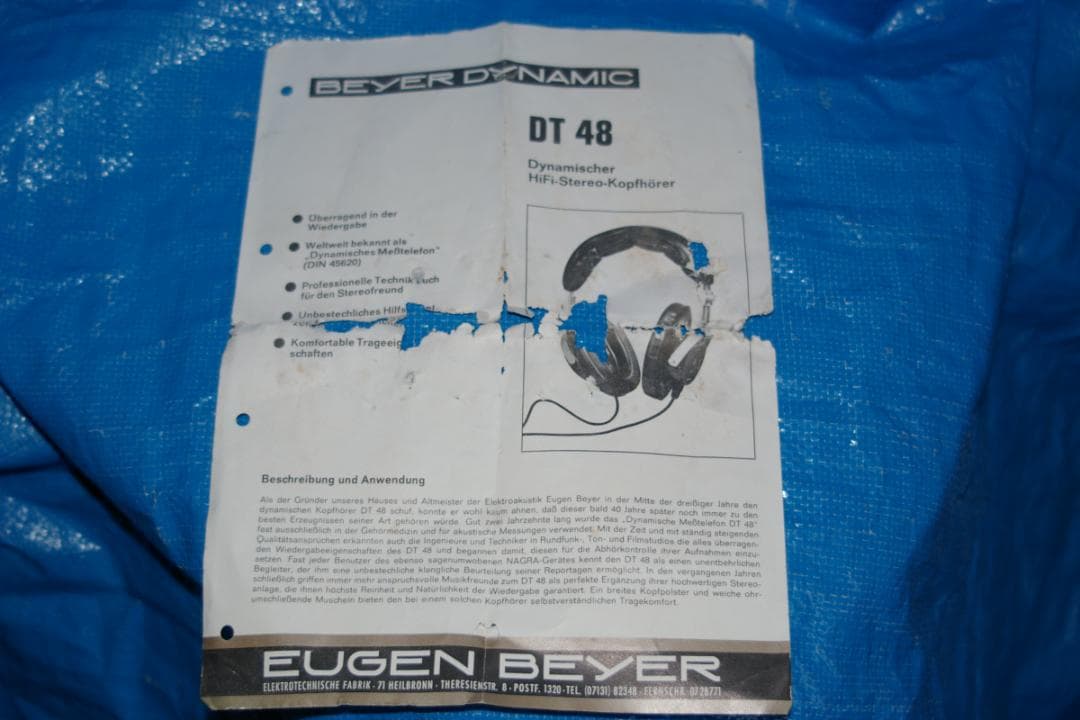 BEYER DYNAMIC
DT 48
Dynamischer
HiFi-Stereo-Kopfhörer
Überragend in der
Wiedergabe
Weltweit bekannt als
„Dynamisches Meßtelefon"
(DIN 45620)
Professionelle Technik auch
für den Stereofreund
Unbestechliches
Komfortable
schaften
Beschreibung und Anwendung
Als der Gründer unseres Hauses und Altmeister der Elektroakustik Eugen Beyer in der Mitte der dreißiger Jahre den
dynamischen Kopfhörer DT 48 schuf, konnte er wohl kaum ahnen, daß dieser bald 40 Jahre später noch immer zu den
besten Erzeugnissen seiner Art gehören würde. Gut zwei Jahrzehnte lang wurde das „Dynamische Meßtelefon DT 48"
fast ausschließlich in der Gehörmedizin und für akustische Messungen verwendet. Mit der Zeit und mit ständig steigenden
Qualitätsansprüchen erkannten auch die Ingenieure und Techniker in Rundfunk-, Ton- und Filmstudios die alles überragen-
den Wiedergabeeigenschaften des DT 48 und begannen damit, diesen für die Abhörkontrolle ihrer Aufnahmen einzu-
setzen. Fast jeder Benutzer des ebenso sagenumwobenen NAGRA-Gerätes kennt den DT 48 als einen unentbehrlichen
Begleiter, der ihm eine unbestechliche klangliche Beurteilung seiner Reportagen ermöglicht. In den vergangenen Jahren
schließlich griffen immer mehr anspruchsvolle Musikfreunde zum DT 48 als perfekte Ergänzung ihrer hochwertigen Stereo-
anlage, die ihnen höchste Reinheit und Natürlichkeit der Wiedergabe garantiert. Ein breites Kopfpolster und weiche ohr-
umschließende Muscheln bieten den bei einem solchen Kopfhörer selbstverständlichen Tragekomfort.
EUGEN BEYER
ELEKTROTECHNISCHE FABRIK · 71 HEILBRONN · THERESIENSTR. 8 · POSTF. 1320 · TEL. (07131) 82348 · FERNSCHR. 07 28771